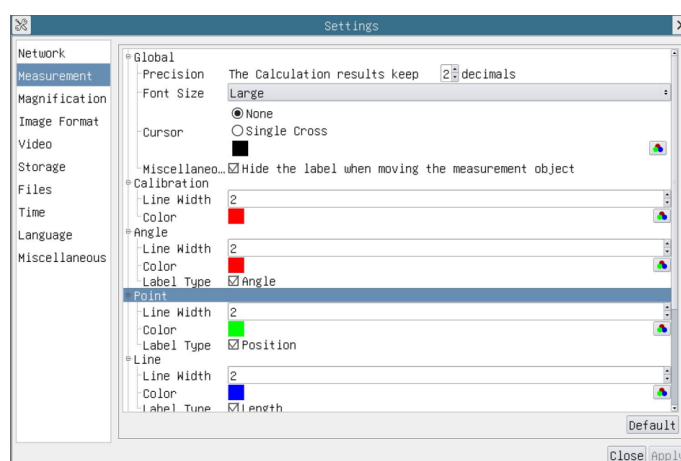 Settings
Network
Measurement
Magnification
Image Format
Video
Storage
Files
Time
Language
Miscellaneous
Global
Precision The Calculation results keep 2 decimals
Font Size Large
None
Cursor Single Cross
Miscellaneo... Hide the label when moving the measurement object
Calibration
Line Width 2
Color
Angle
Line Width 2
Color
Label Type Angle
Point
Line Width 2
Color
Label Type Position
Line
Line Width 2
Color
Label Type Length
Default
Close Apply